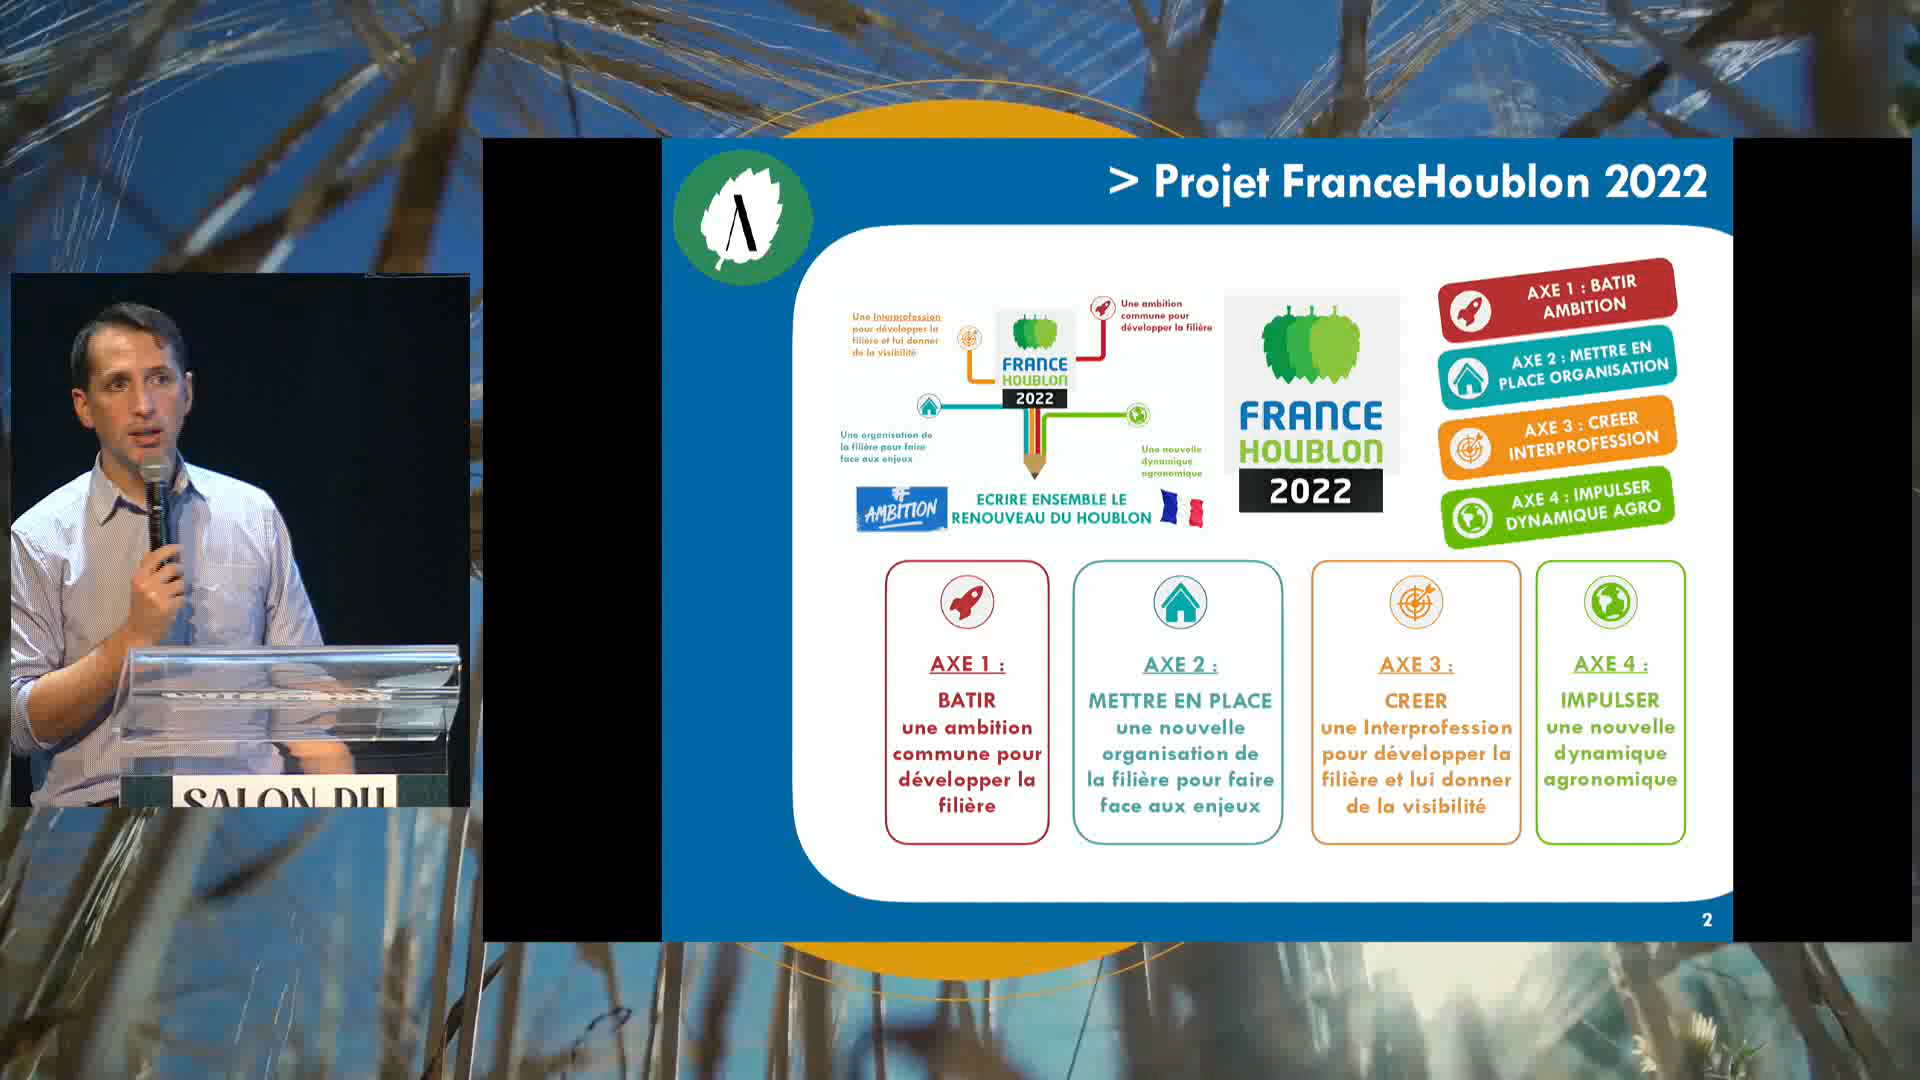 > Projet FranceHoublon 2022
Une Interprofession
pour développer la
filière et lui donner
de la visibilité
FRANCE
HOUBLON
2022
Une ambition
commune pour
développer la filière
Une organisation de
la filière pour faire
face aux enjeux
Une nouvelle
dynamique
agronomique
#
AMBITION
ECRIRE ENSEMBLE LE
RENOUVEAU DU HOUBLON
FRANCE
HOUBLON
2022
AXE 1 : BATIR
AMBITION
AXE 2 : METTRE EN
PLACE ORGANISATION
AXE 3 : CREER
INTERPROFESSION
AXE 4 : IMPULSER
DYNAMIQUE AGRO
AXE 1 :
BATIR
une ambition
commune pour
développer la
filière
AXE 2 :
METTRE EN PLACE
une nouvelle
organisation de
la filière pour faire
face aux enjeux
AXE 3 :
CREER
une Interprofession
pour développer la
filière et lui donner
de la visibilité
AXE 4 :
IMPULSER
une nouvelle
dynamique
agronomique
2
SALON DU